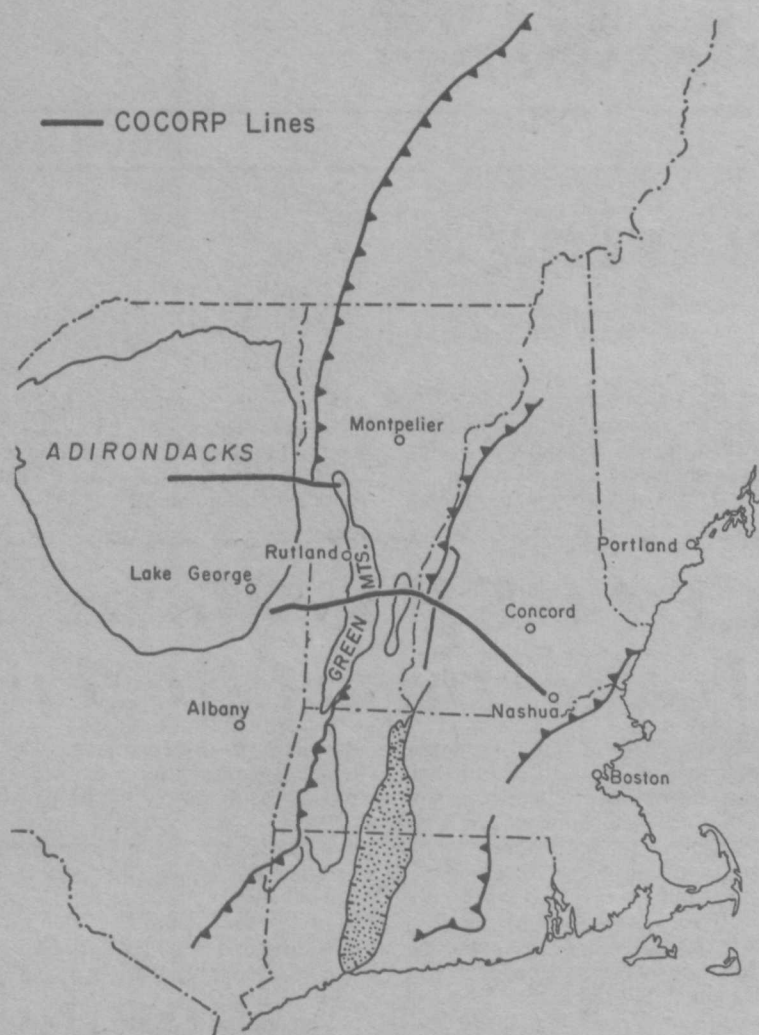 COCORP Lines
Montpelier
ADIRONDACKS
Rutland
MTS.
Portland
Lake George
Concord
GREEN
Albany
Nashua
Boston